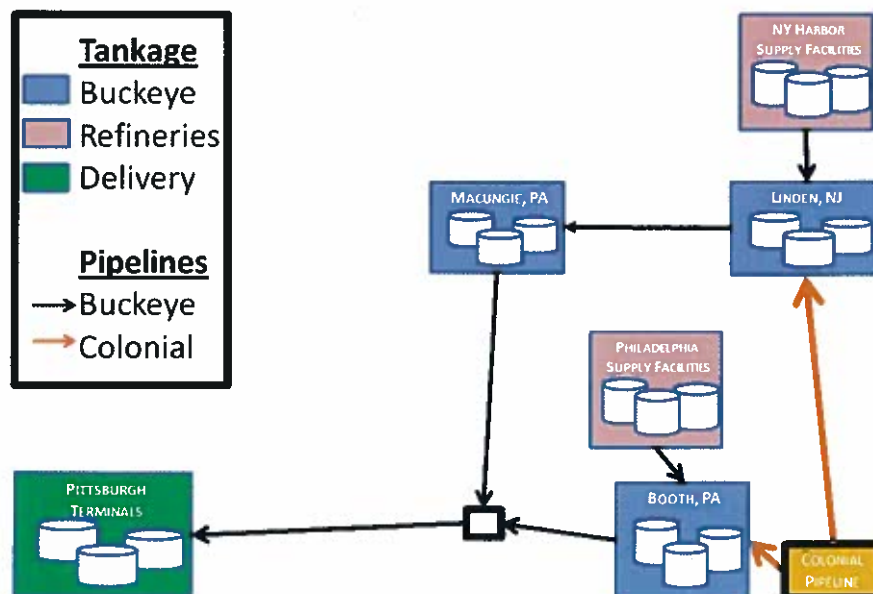 Tankage
Buckeye
Refineries
Delivery
Pipelines
Buckeye
Colonial
NY HARBOR
SUPPLY FACILITIES
MACUNGIE, PA
LINDEN, NJ
PHILADELPHIA
SUPPLY FACILITIES
PITTSBURGH
TERMINALS
BOOTH, PA
COLONIAL
PIPELINE